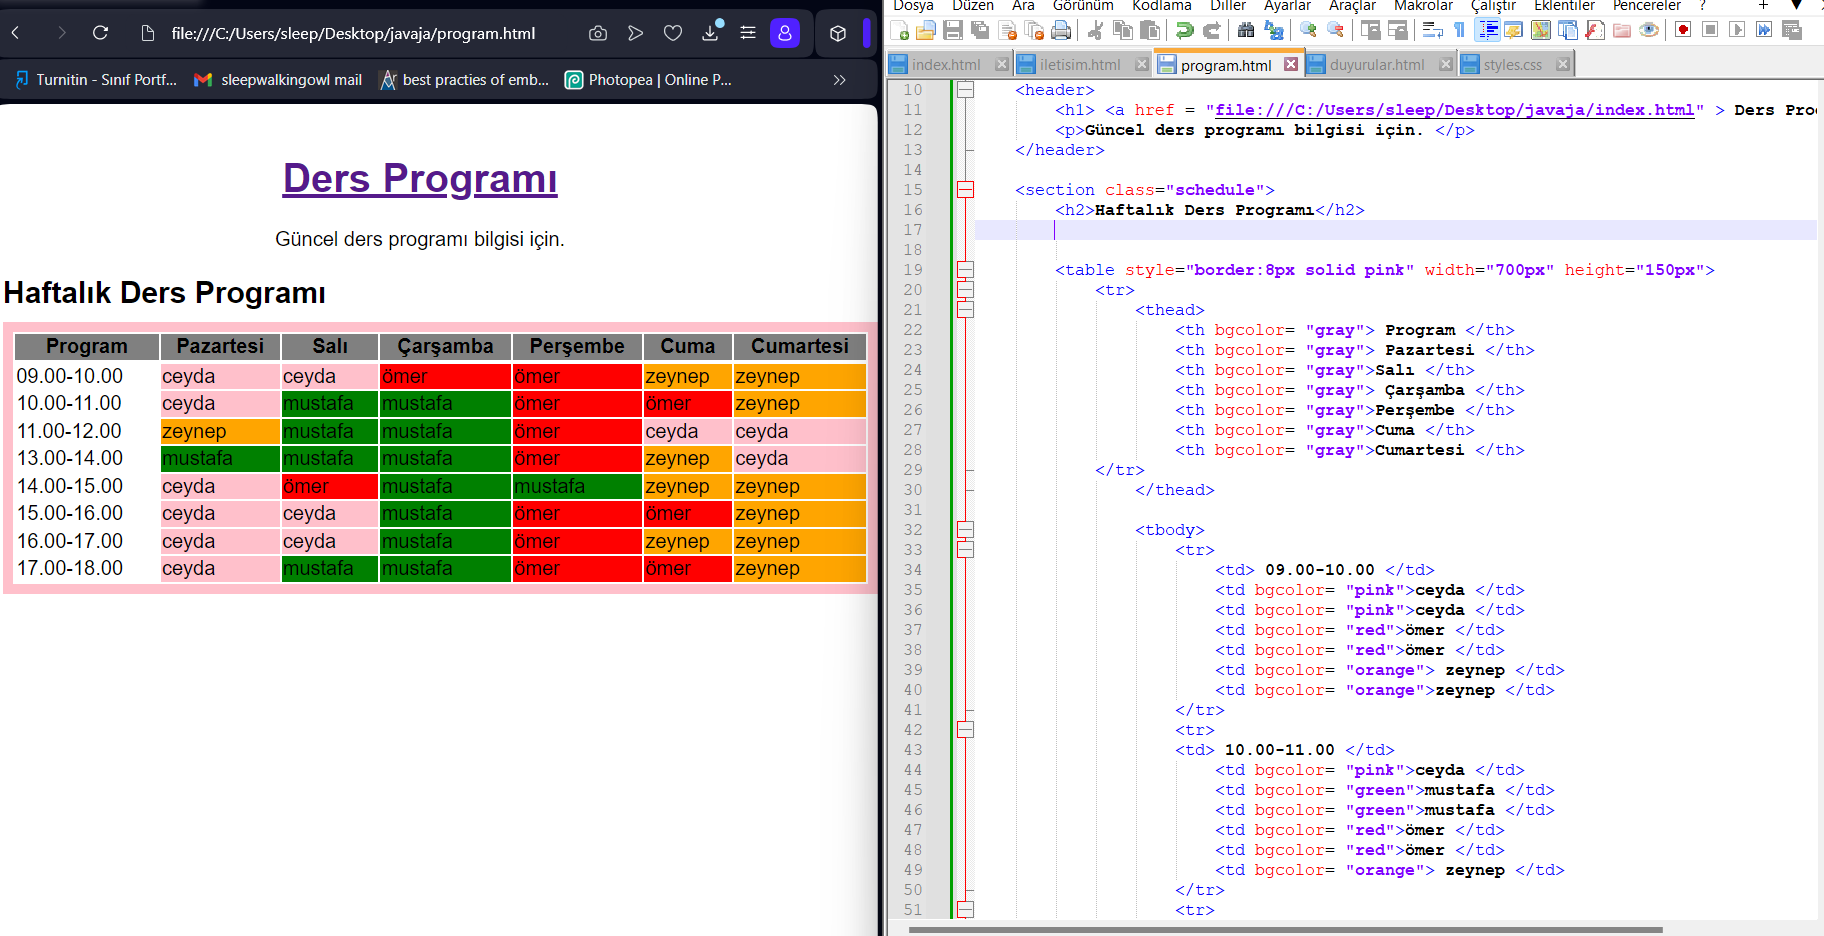 file:///C:/Users/sleep/Desktop/javaja/program.html
Turnitin - Sınıf Portf...
sleepwalkingowl mail
best practies of emb...
Photopea | Online P...
»
Ders Programı
Güncel ders programı bilgisi için.
Haftalık Ders Programı
Program Pazartesi Salı Çarşamba Perşembe Cuma Cumartesi
09.00-10.00 ceyda ceyda ömer ömer zeynep zeynep
10.00-11.00 ceyda mustafa mustafa ömer ömer zeynep
11.00-12.00 zeynep mustafa mustafa ömer ceyda ceyda
13.00-14.00 mustafa mustafa mustafa ömer zeynep ceyda
14.00-15.00 ceyda ömer mustafa mustafa zeynep zeynep
15.00-16.00 ceyda ceyda mustafa ömer ömer zeynep
16.00-17.00 ceyda ceyda mustafa ömer zeynep zeynep
17.00-18.00 ceyda mustafa mustafa ömer ömer zeynep
Dosya Düzen Ara Görünüm Kodlama Diller Ayarlar Araçlar Makrolar Çalıştır Eklentiler Pencereler ? + ▼
index.html iletisim.html program.html duyurular.html styles.css
10 <header>
11 <h1> <a href = "file:///C:/Users/sleep/Desktop/javaja/index.html" > Ders Pro
12 <p>Güncel ders programı bilgisi için. </p>
13 </header>
14
15 <section class="schedule">
16 <h2>Haftalık Ders Programı</h2>
17
18
19 <table style="border:8px solid pink" width="700px" height="150px">
20 <tr>
21 <thead>
22 <th bgcolor= "gray"> Program </th>
23 <th bgcolor= "gray"> Pazartesi </th>
24 <th bgcolor= "gray">Salı </th>
25 <th bgcolor= "gray"> Çarşamba </th>
26 <th bgcolor= "gray">Perşembe </th>
27 <th bgcolor= "gray">Cuma </th>
28 <th bgcolor= "gray">Cumartesi </th>
29 </tr>
30 </thead>
31
32 <tbody>
33 <tr>
34 <td> 09.00-10.00 </td>
35 <td bgcolor= "pink">ceyda </td>
36 <td bgcolor= "pink">ceyda </td>
37 <td bgcolor= "red">ömer </td>
38 <td bgcolor= "red">ömer </td>
39 <td bgcolor= "orange"> zeynep </td>
40 <td bgcolor= "orange">zeynep </td>
41 </tr>
42 <tr>
43 <td> 10.00-11.00 </td>
44 <td bgcolor= "pink">ceyda </td>
45 <td bgcolor= "green">mustafa </td>
46 <td bgcolor= "green">mustafa </td>
47 <td bgcolor= "red">ömer </td>
48 <td bgcolor= "red">ömer </td>
49 <td bgcolor= "orange"> zeynep </td>
50 </tr>
51 <tr>